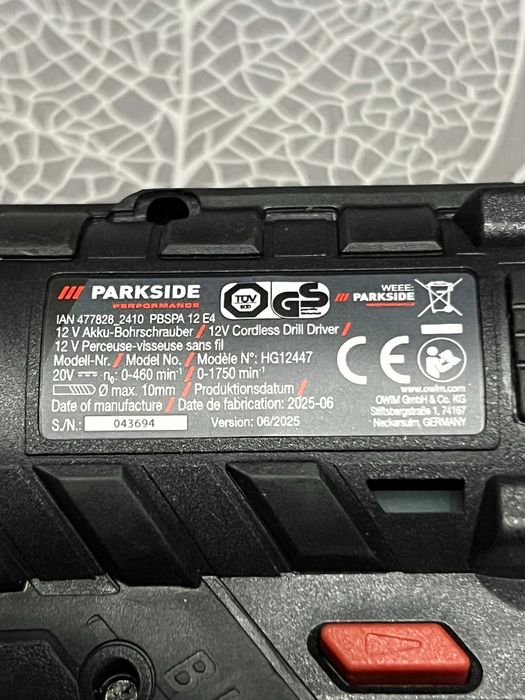 /// PARKSIDE
PERFORMANCE
IAN 477828_2410 PBSPA 12 E4
12 V Akku-Bohrschrauber / 12V Cordless Drill Driver /
12 V Perceuse-visseuse sans fil
Modell-Nr. / Model No. / Modèle N°: HG12447
20V ⎓ n₀: 0-460 min⁻¹ / 0-1750 min⁻¹
Ø max. 10mm / Produktionsdatum /
Date of manufacture / Date de fabrication: 2025-06
S./N.: 043694 Version: 06/2025
TÜV
SÜD
GS
WEEE:
/// PARKSIDE
CE
www.owim.com
OWIM GmbH & Co. KG
Stiftsbergstraße 1, 74167
Neckarsulm, GERMANY